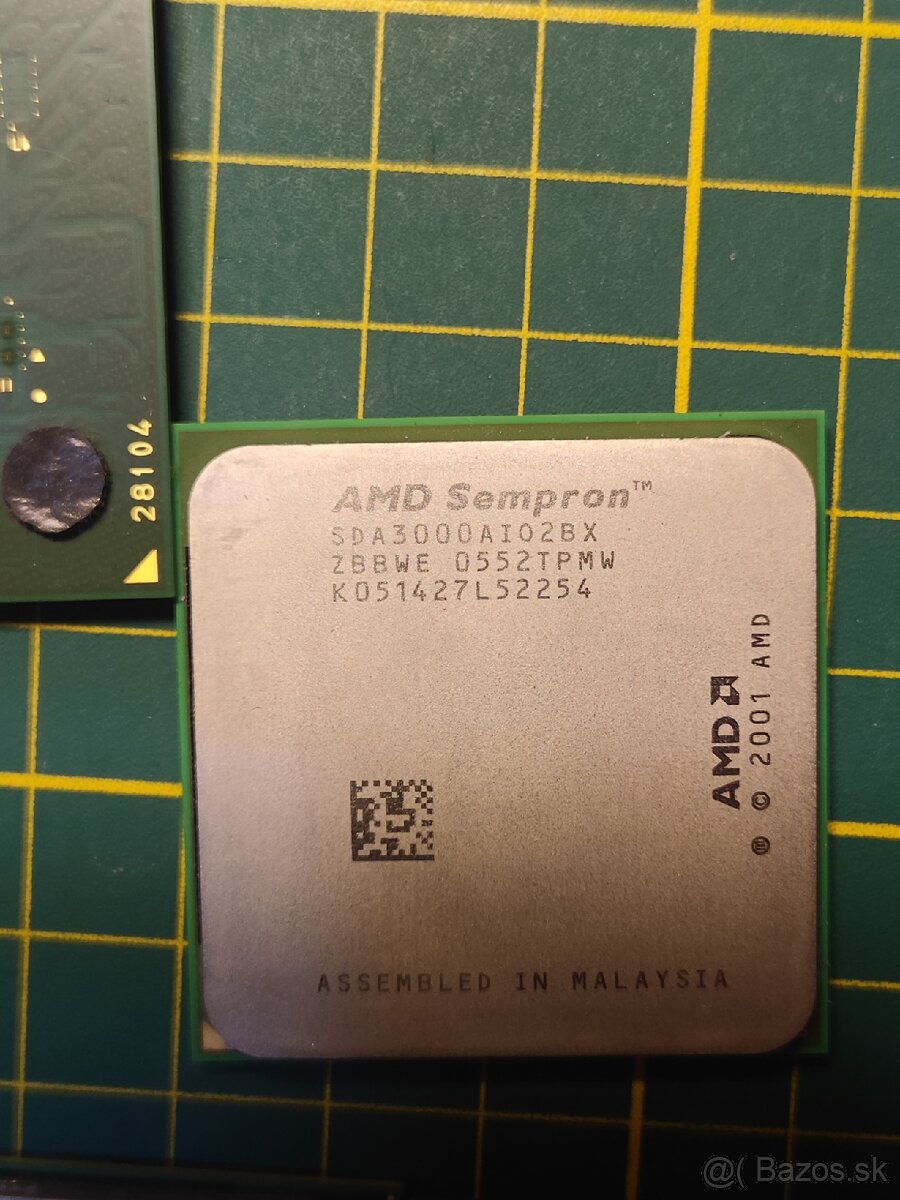 28104
AMD Sempron™
SDA3000AIO2BX
ZBBWE 0552TPMW
K051427L52254
AMD
Ⓜ © 2001 AMD
ASSEMBLED IN MALAYSIA
@( Bazos.sk